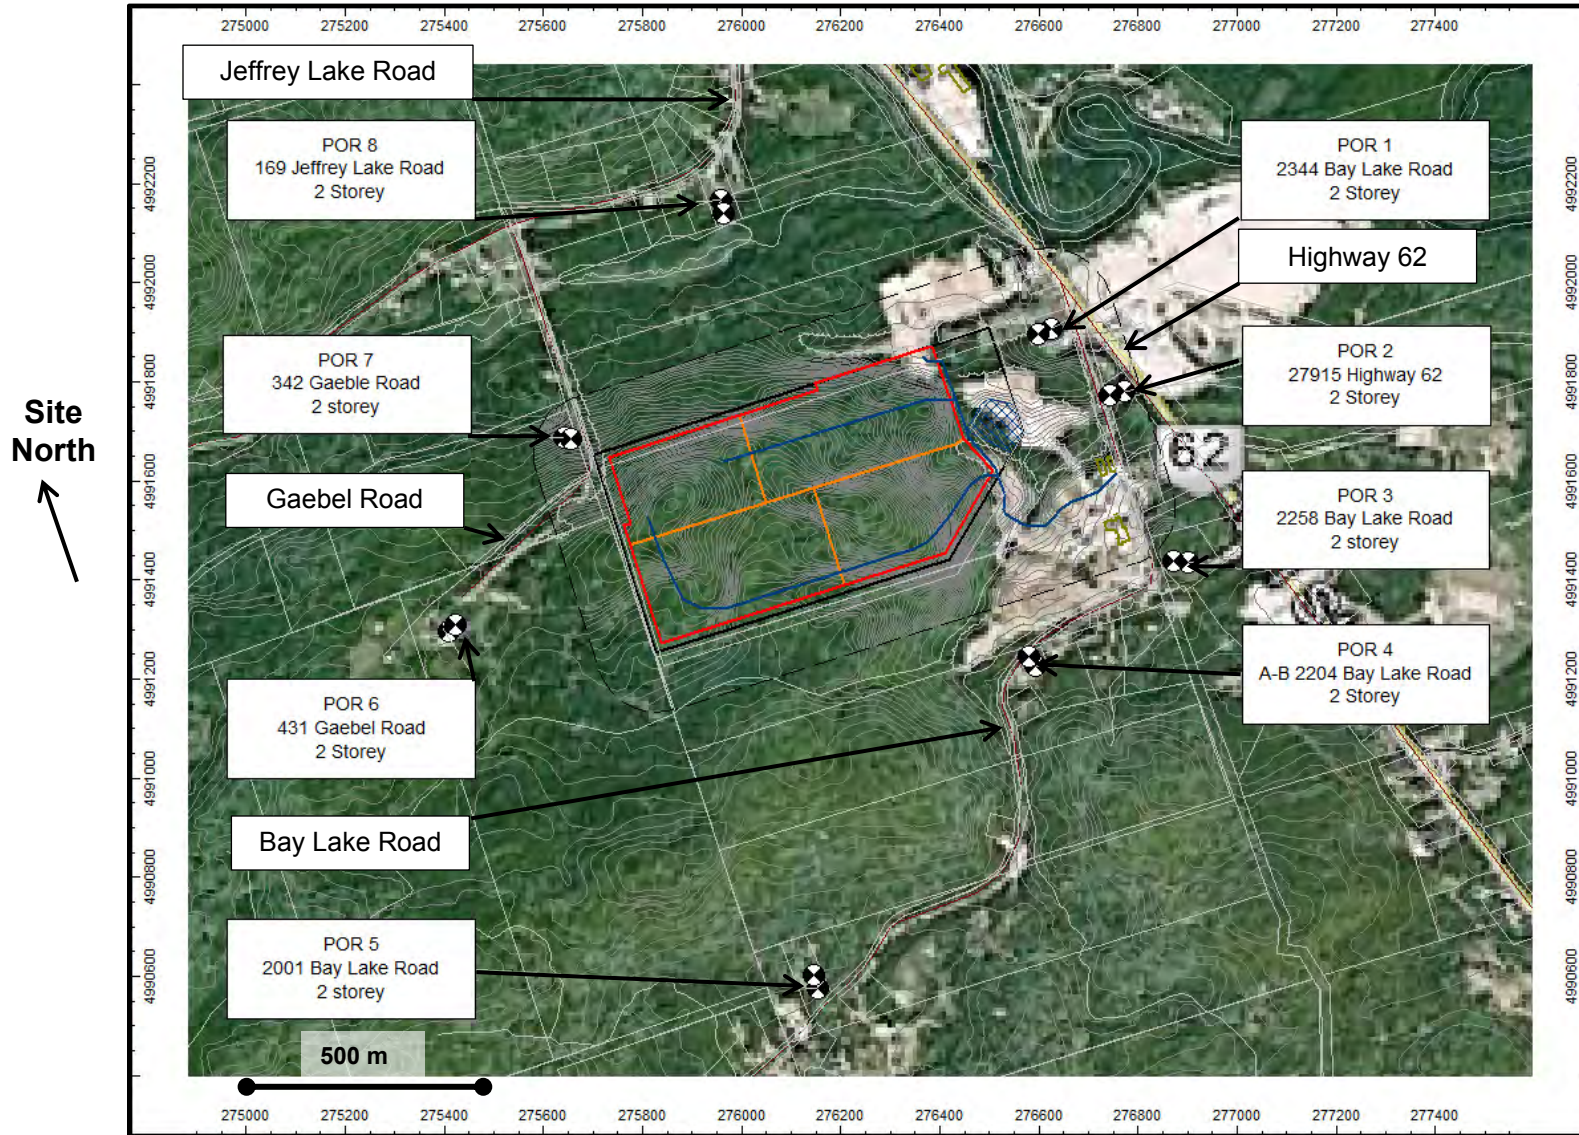 275000 275200 275400 275600 275800 276000 276200 276400 276600 276800 277000 277200 277400
Jeffrey Lake Road
POR 8
169 Jeffrey Lake Road
2 Storey
POR 1
2344 Bay Lake Road
2 Storey
Highway 62
POR 7
342 Gaeble Road
2 storey
POR 2
27915 Highway 62
2 Storey
Site
North
62
Gaebel Road
POR 3
2258 Bay Lake Road
2 storey
POR 6
431 Gaebel Road
2 Storey
POR 4
A-B 2204 Bay Lake Road
2 Storey
Bay Lake Road
POR 5
2001 Bay Lake Road
2 storey
500 m
4992200
4992000
4991800
4991600
4991400
4991200
4991000
4990800
4990600
4992200
4992000
4991800
4991600
4991400
4991200
4991000
4990800
4990600
275000 275200 275400 275600 275800 276000 276200 276400 276600 276800 277000 277200 277400